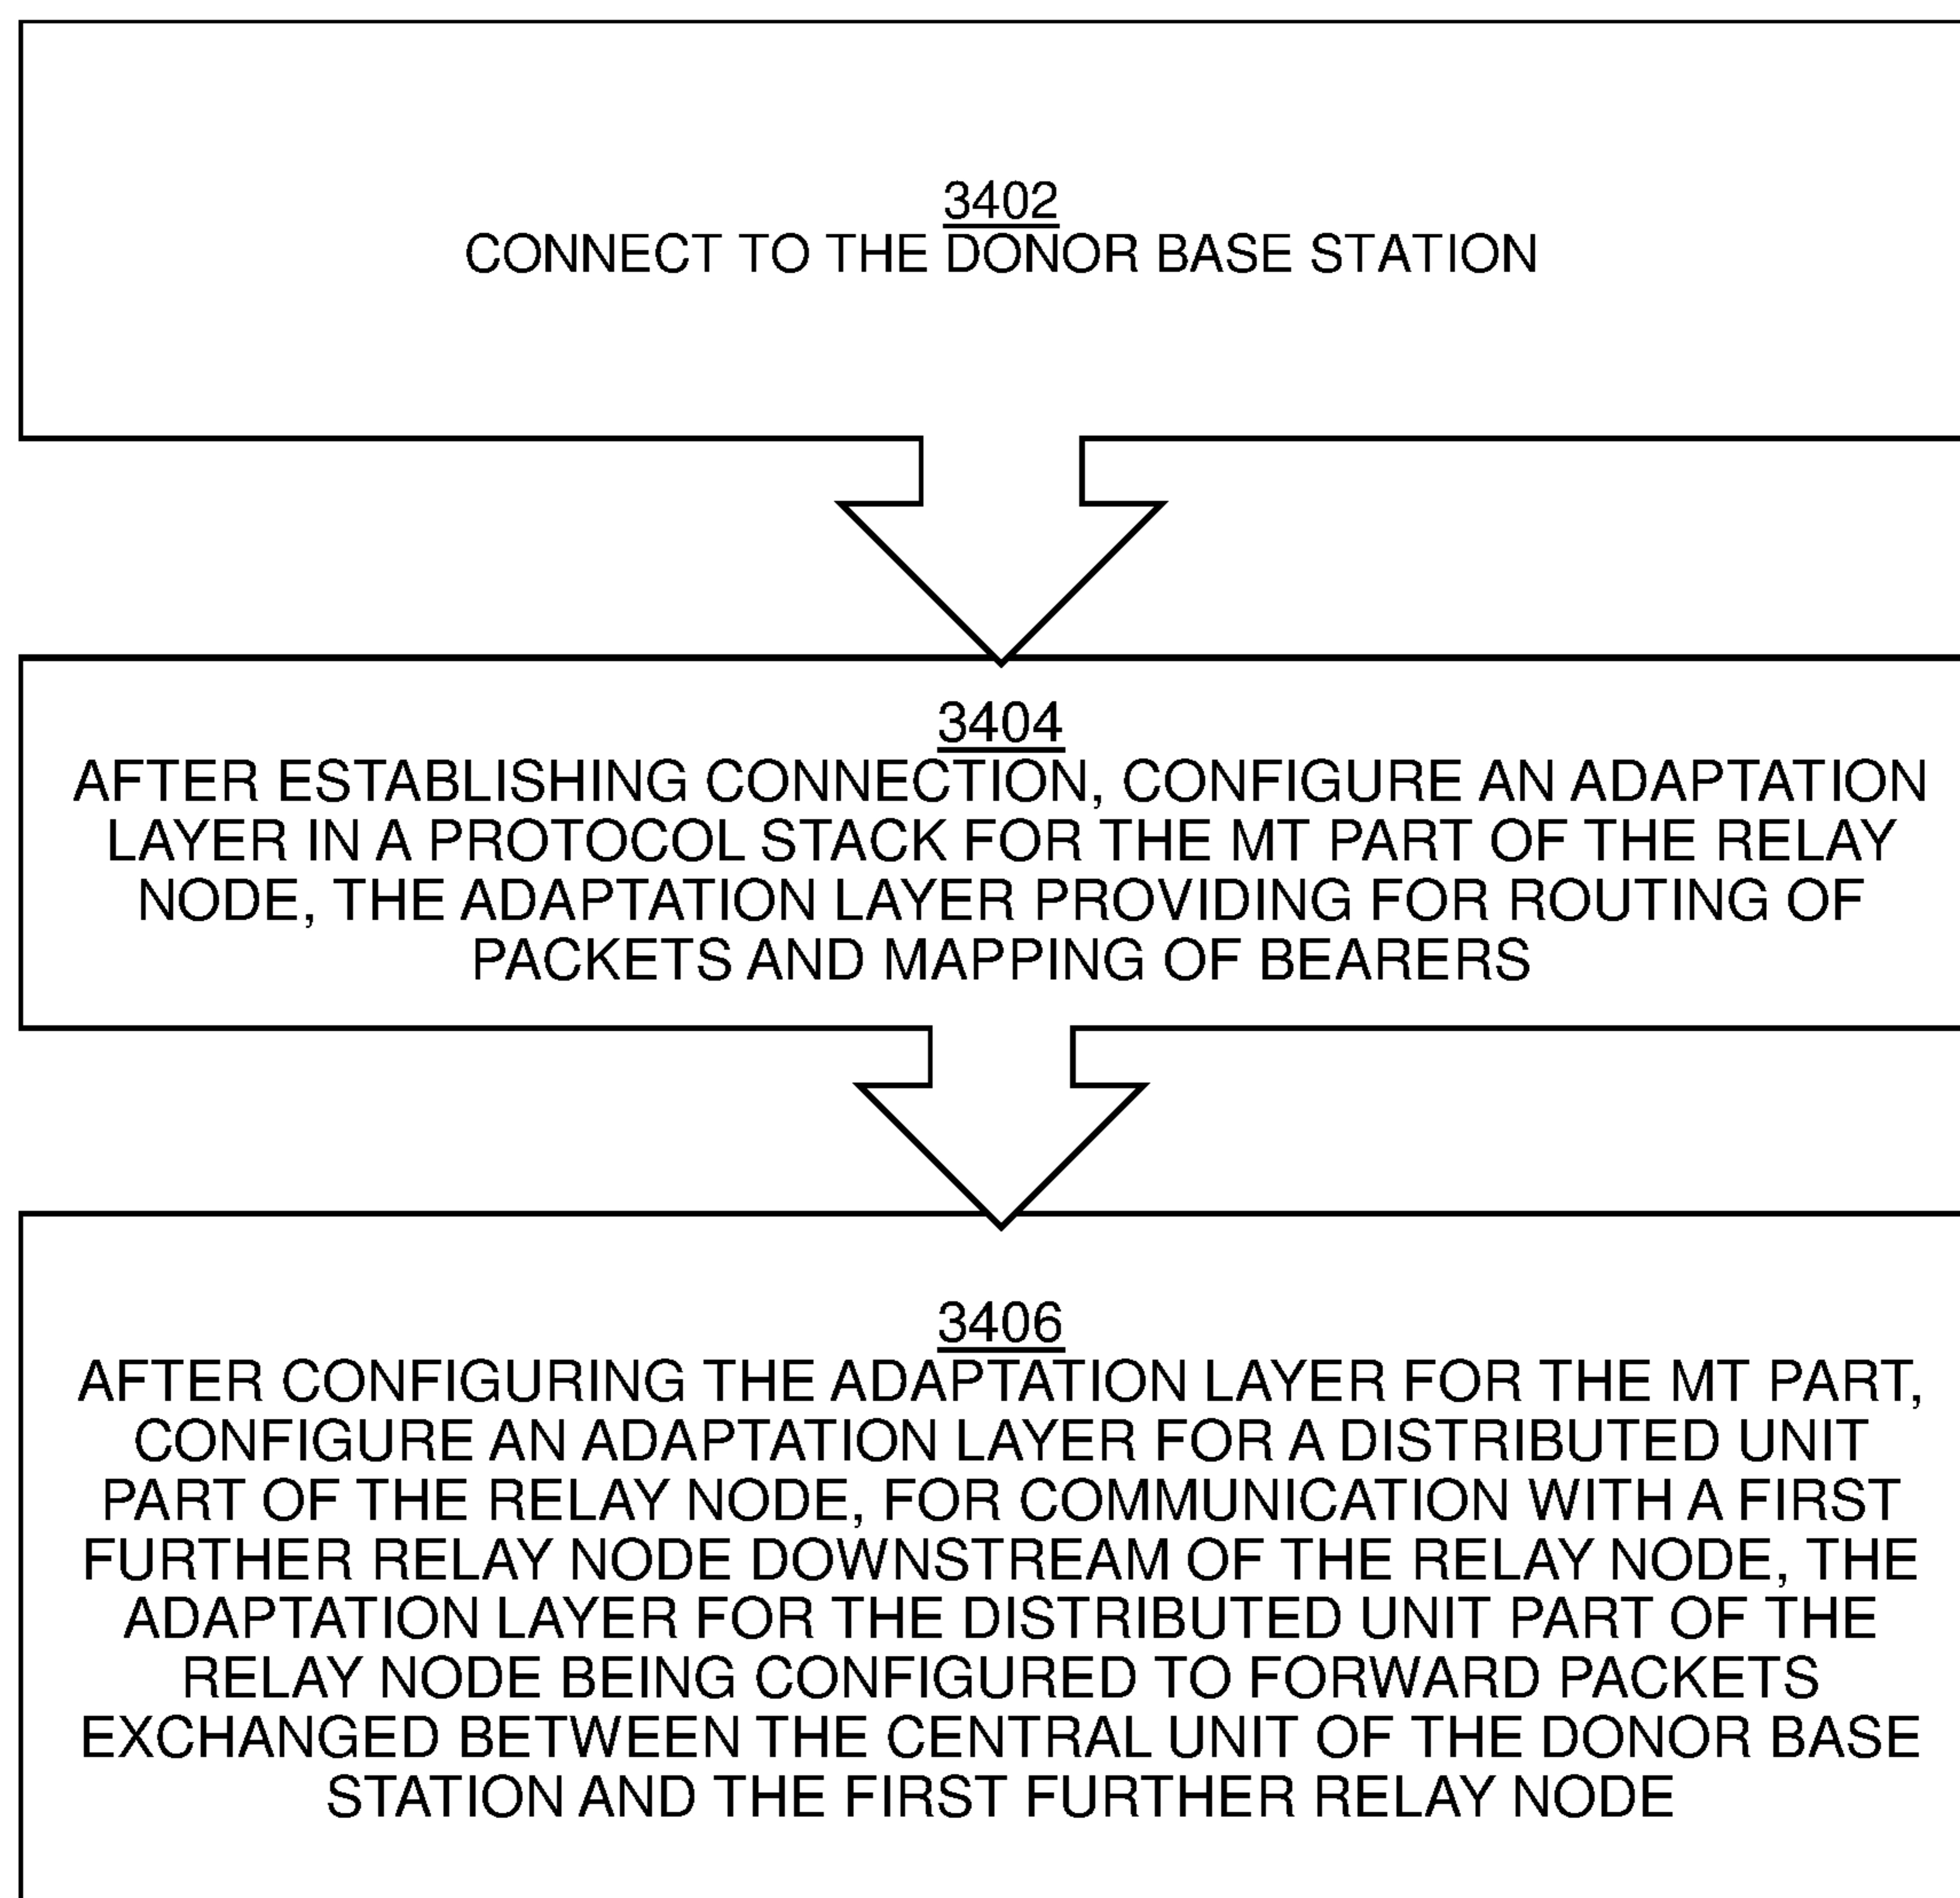 3402
CONNECT TO THE DONOR BASE STATION
3404
AFTER ESTABLISHING CONNECTION, CONFIGURE AN ADAPTATION
LAYER IN A PROTOCOL STACK FOR THE MT PART OF THE RELAY
NODE, THE ADAPTATION LAYER PROVIDING FOR ROUTING OF
PACKETS AND MAPPING OF BEARERS
3406
AFTER CONFIGURING THE ADAPTATION LAYER FOR THE MT PART,
CONFIGURE AN ADAPTATION LAYER FOR A DISTRIBUTED UNIT
PART OF THE RELAY NODE, FOR COMMUNICATION WITH A FIRST
FURTHER RELAY NODE DOWNSTREAM OF THE RELAY NODE, THE
ADAPTATION LAYER FOR THE DISTRIBUTED UNIT PART OF THE
RELAY NODE BEING CONFIGURED TO FORWARD PACKETS
EXCHANGED BETWEEN THE CENTRAL UNIT OF THE DONOR BASE
STATION AND THE FIRST FURTHER RELAY NODE